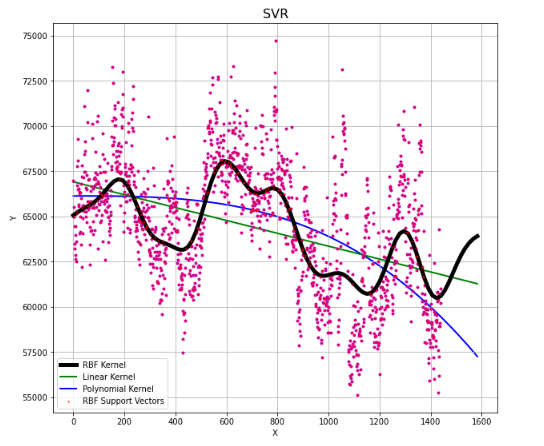 SVR
75000
72500
70000
67500
65000
62500
60000
57500
55000
Y
RBF Kernel
Linear Kernel
Polynomial Kernel
RBF Support Vectors
0 200 400 600 800 1000 1200 1400 1600
X